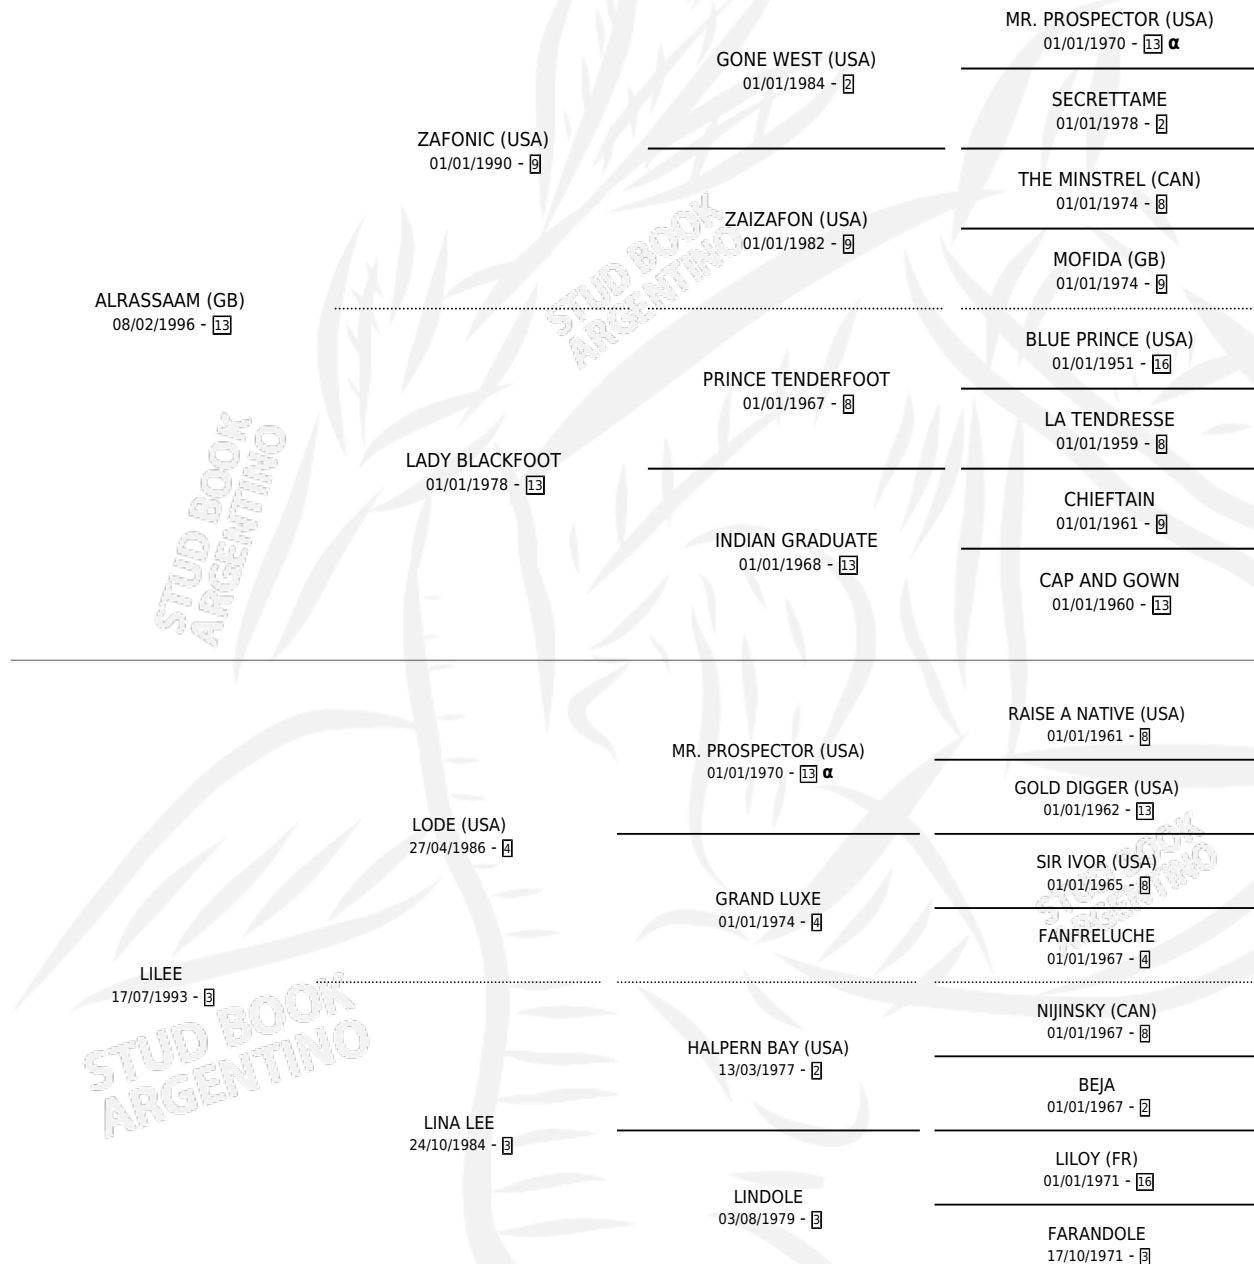 MR. PROSPECTOR (USA)
01/01/1970 - 13 α
GONE WEST (USA)
01/01/1984 - 2
SECRETTAME
01/01/1978 - 2
ZAFONIC (USA)
01/01/1990 - 9
THE MINSTREL (CAN)
01/01/1974 - 8
ZAIZAFON (USA)
01/01/1982 - 9
MOFIDA (GB)
01/01/1974 - 9
STUD BOOK
ARGENTINO
ALRASSAAM (GB)
08/02/1996 - 13
BLUE PRINCE (USA)
01/01/1951 - 16
PRINCE TENDERFOOT
01/01/1967 - 8
LA TENDRESSE
01/01/1959 - 8
LADY BLACKFOOT
01/01/1978 - 13
STUD BOOK
ARGENTINO
CHIEFTAIN
01/01/1961 - 9
INDIAN GRADUATE
01/01/1968 - 13
CAP AND GOWN
01/01/1960 - 13
RAISE A NATIVE (USA)
01/01/1961 - 8
MR. PROSPECTOR (USA)
01/01/1970 - 13 α
GOLD DIGGER (USA)
01/01/1962 - 13
LODE (USA)
27/04/1986 - 4
SIR IVOR (USA)
01/01/1965 - 8
STUD BOOK
ARGENTINO
GRAND LUXE
01/01/1974 - 4
FANFRELUCHE
01/01/1967 - 4
LILEE
17/07/1993 - 3
STUD BOOK
ARGENTINO
NIJINSKY (CAN)
01/01/1967 - 8
HALPERN BAY (USA)
13/03/1977 - 2
BEJA
01/01/1967 - 2
LINA LEE
24/10/1984 - 3
LILOY (FR)
01/01/1971 - 16
LINDOLE
03/08/1979 - 3
FARANDOLE
17/10/1971 - 3